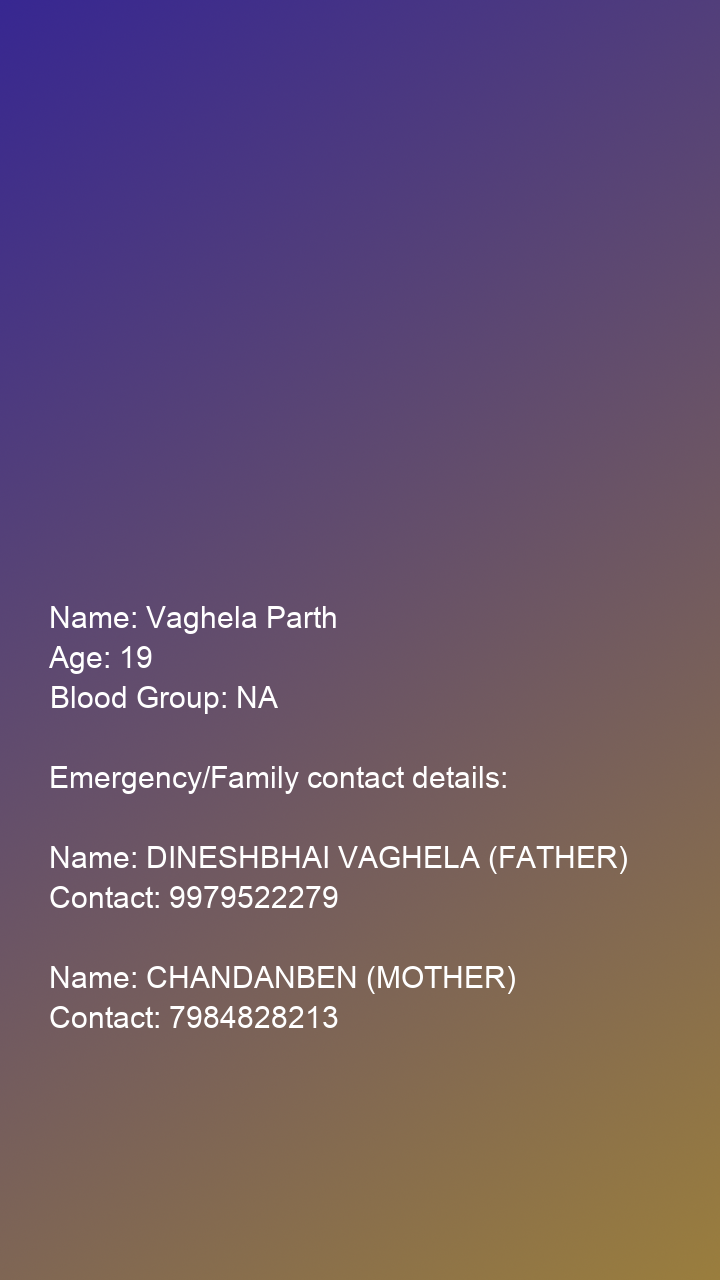 Name: Vaghela Parth
Age: 19
Blood Group: NA
Emergency/Family contact details:
Name: DINESHBHAI VAGHELA (FATHER)
Contact: 9979522279
Name: CHANDANBEN (MOTHER)
Contact: 7984828213